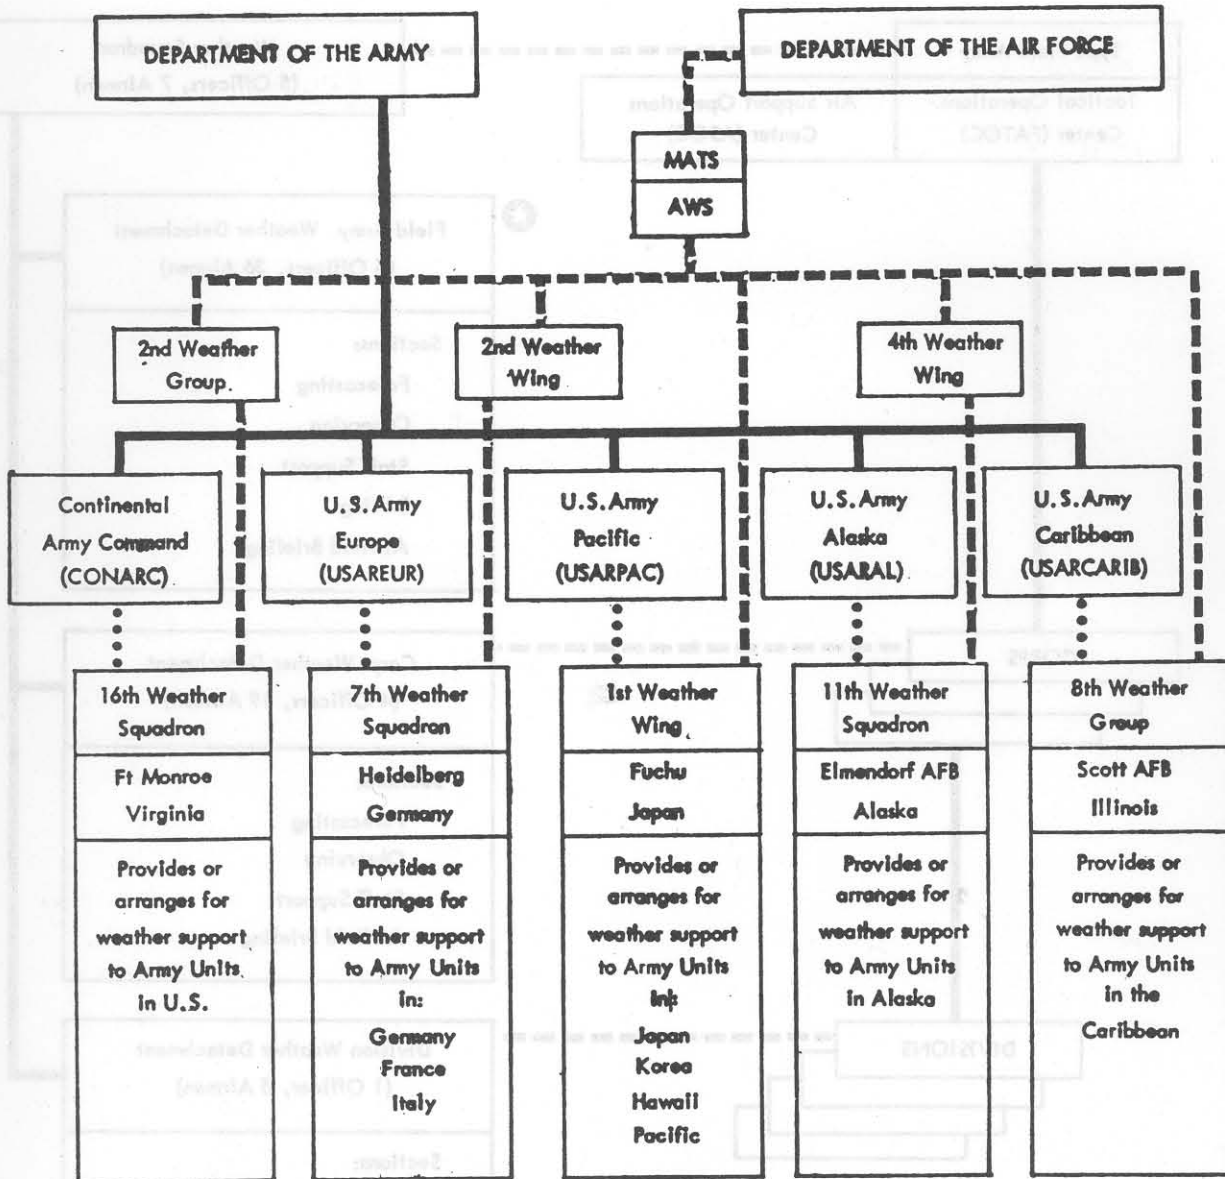 DEPARTMENT OF THE ARMY
DEPARTMENT OF THE AIR FORCE
MATS
AWS
2nd Weather
Group
2nd Weather
Wing
4th Weather
Wing
Continental
Army Command
(CONARC)
U.S. Army
Europe
(USAREUR)
U.S. Army
Pacific
(USARPAC)
U.S. Army
Alaska
(USARAL)
U.S. Army
Caribbean
(USARCARIB)
16th Weather
Squadron
Ft Monroe
Virginia
Provides or
arranges for
weather support
to Army Units
in U.S.
7th Weather
Squadron
Heidelberg
Germany
Provides or
arranges for
weather support
to Army Units
in:
Germany
France
Italy
1st Weather
Wing
Fuchu
Japan
Provides or
arranges for
weather support
to Army Units
in:
Japan
Korea
Hawaii
Pacific
11th Weather
Squadron
Elmendorf AFB
Alaska
Provides or
arranges for
weather support
to Army Units
in Alaska
8th Weather
Group
Scott AFB
Illinois
Provides or
arranges for
weather support
to Army Units
in the
Caribbean